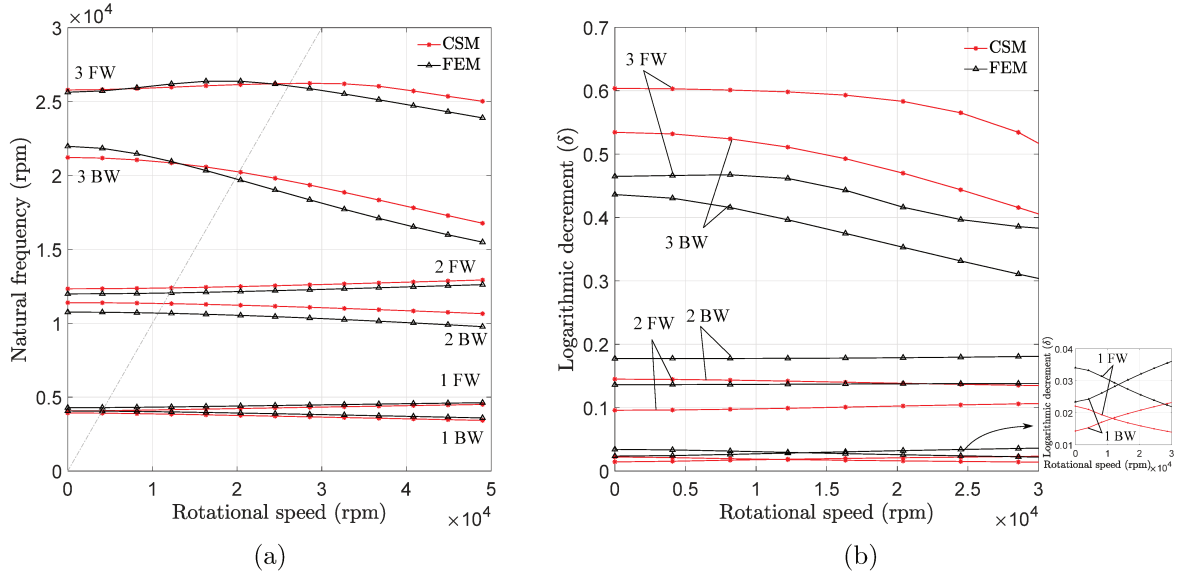 ×10⁴
3
2.5
2
1.5
1
0.5
0
Natural frequency (rpm)
CSM
FEM
3 FW
3 BW
2 FW
2 BW
1 FW
1 BW
0 1 2 3 4 5
Rotational speed (rpm)
×10⁴
(a)
0.7
0.6
0.5
0.4
0.3
0.2
0.1
0
Logarithmic decrement (δ)
CSM
FEM
3 FW
3 BW
2 FW 2 BW
0 0.5 1 1.5 2 2.5 3
Rotational speed (rpm)
×10⁴
(b)
0.04
0.03
0.02
0.01
Logarithmic decrement (δ)
1 FW
1 BW
0 1 2 3
Rotational speed (rpm)
×10⁴